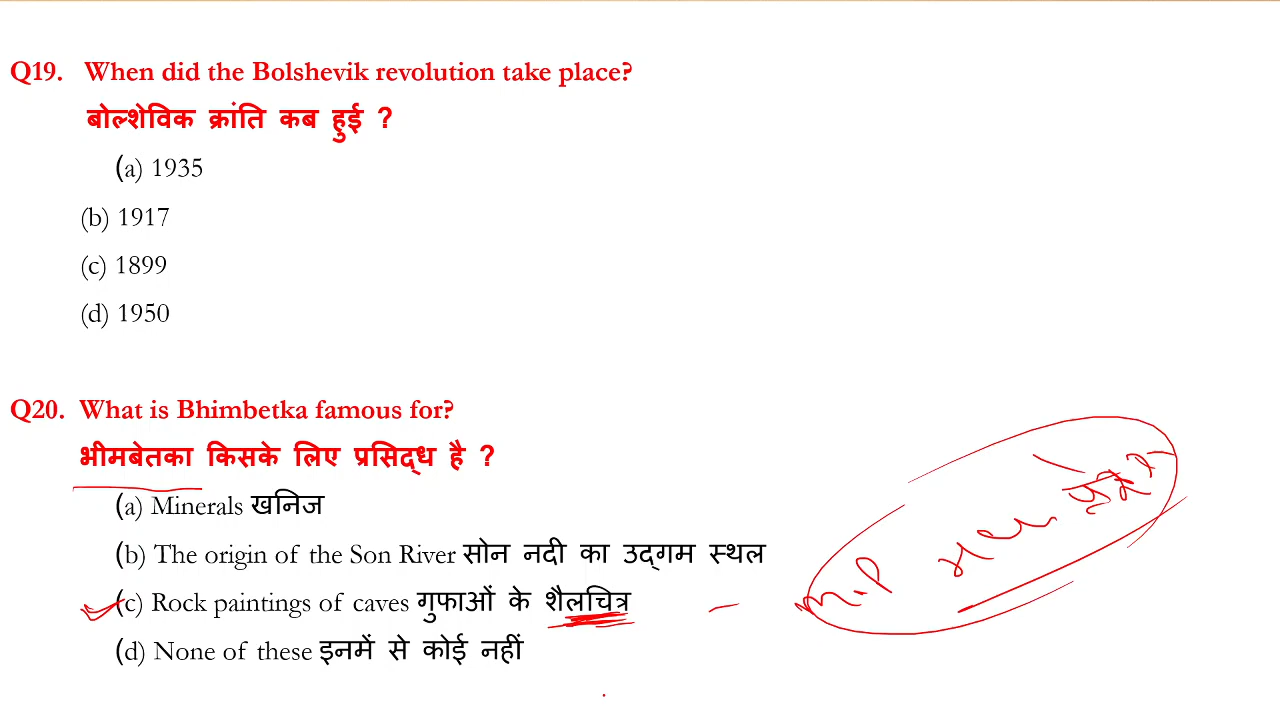 Q19. When did the Bolshevik revolution take place?
बोल्शेविक क्रांति कब हुई ?
(a) 1935
(b) 1917
(c) 1899
(d) 1950
Q20. What is Bhimbetka famous for?
भीमबेतका किसके लिए प्रसिद्ध है ?
(a) Minerals खनिज
(b) The origin of the Son River सोन नदी का उद्गम स्थल
(c) Rock paintings of caves गुफाओं के शैलचित्र
(d) None of these इनमें से कोई नहीं
M.P